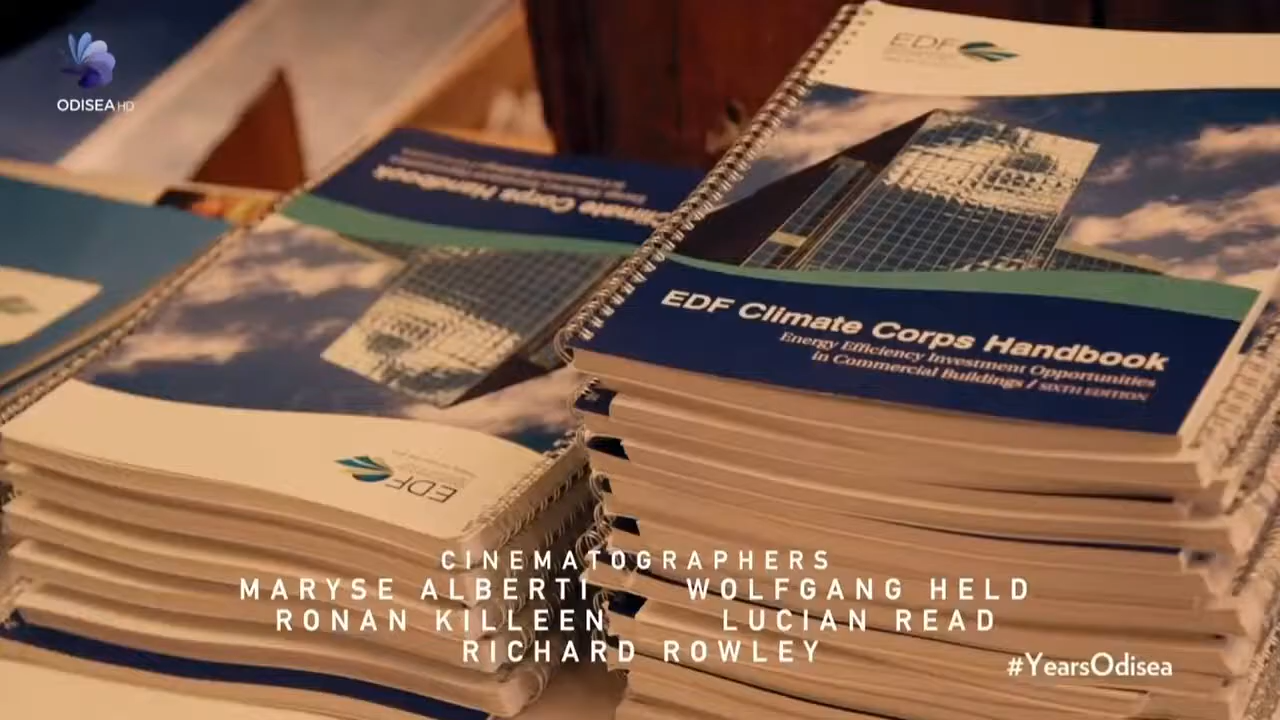 ODISEA HD
EDF
EDF Climate Corps Handbook
Energy Efficiency Investment Opportunities
in Commercial Buildings / SIXTH EDITION
Climate Corps Handbook
EDF
CINEMATOGRAPHERS
MARYSE ALBERTI WOLFGANG HELD
RONAN KILLEEN LUCIAN READ
RICHARD ROWLEY
#YearsOdisea